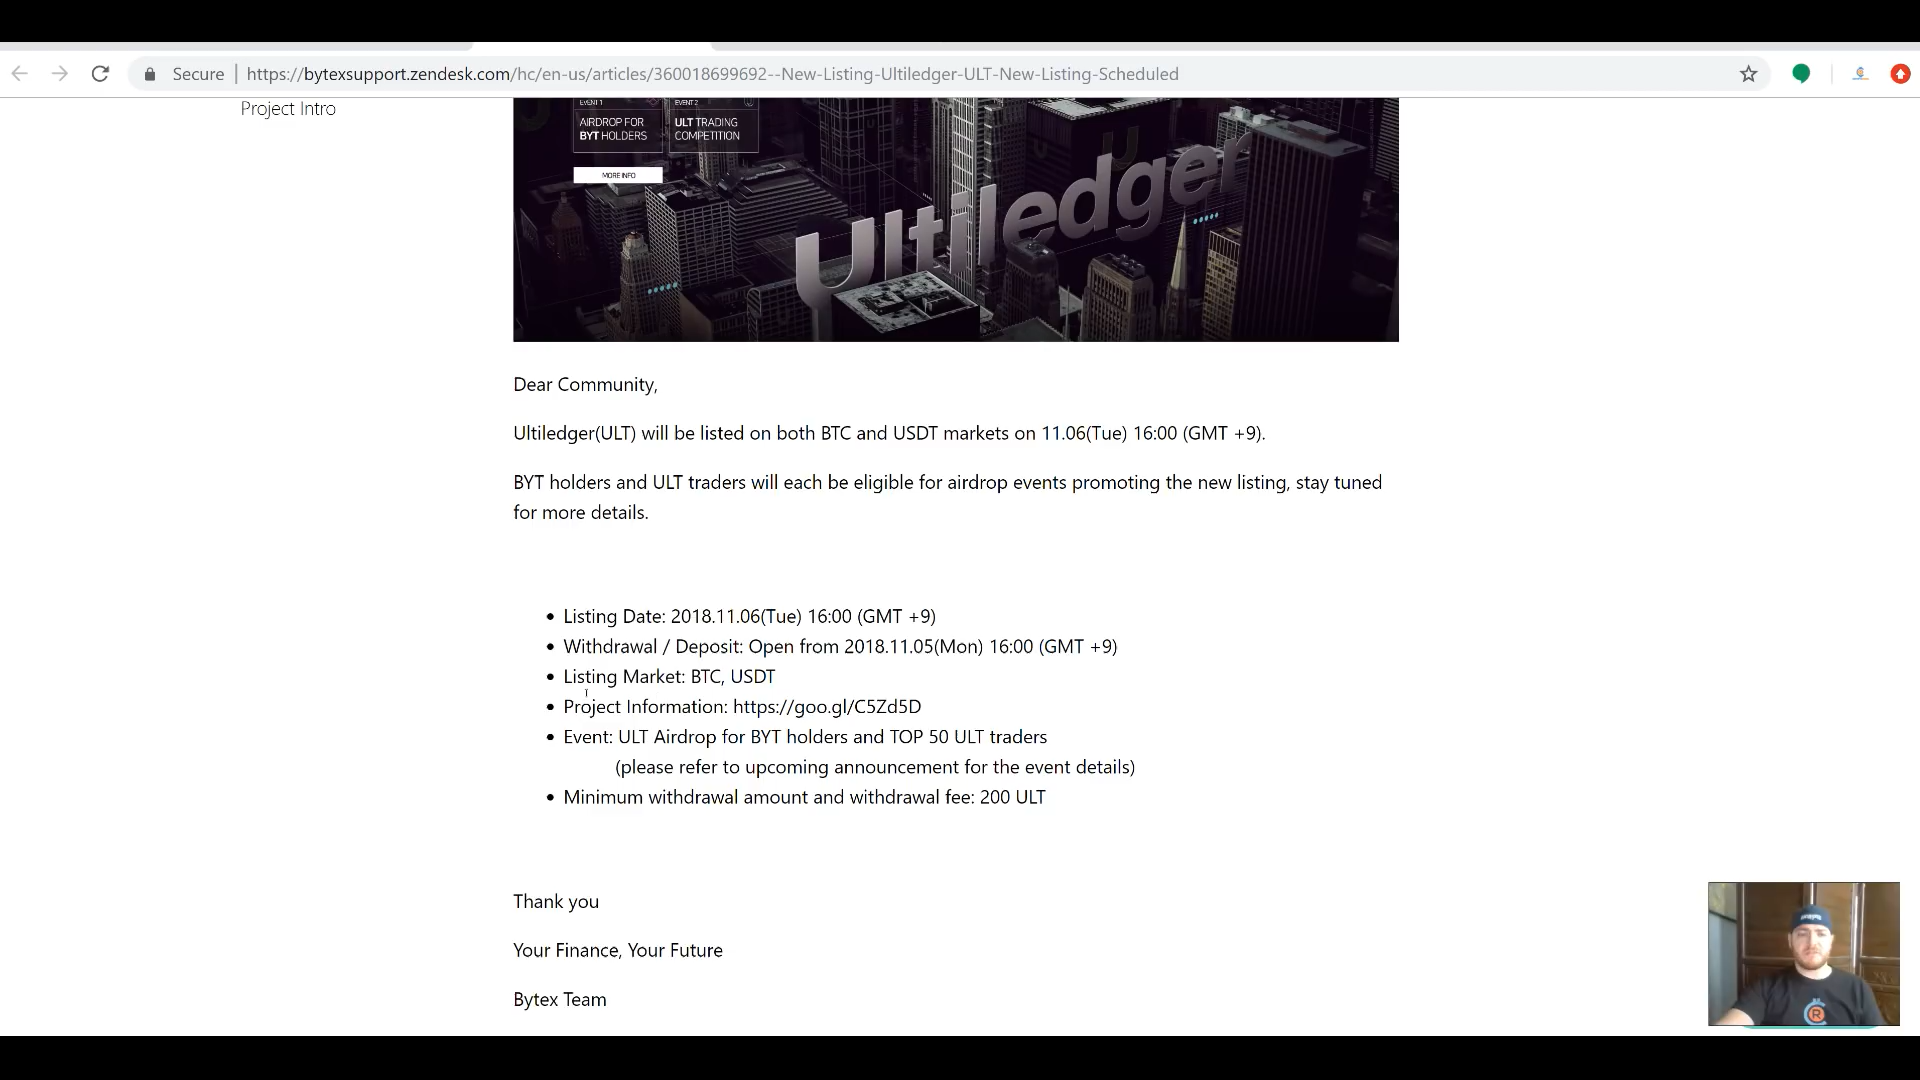 Secure
https://bytexsupport.zendesk.com/hc/en-us/articles/360018699692--New-Listing-Ultiledger-ULT-New-Listing-Scheduled
Project Intro
EVENT 1
AIRDROP FOR
BYT HOLDERS
EVENT 2
ULT TRADING
COMPETITION
MORE INFO
Ultiledger
Dear Community,
Ultiledger(ULT) will be listed on both BTC and USDT markets on 11.06(Tue) 16:00 (GMT +9).
BYT holders and ULT traders will each be eligible for airdrop events promoting the new listing, stay tuned
for more details.
• Listing Date: 2018.11.06(Tue) 16:00 (GMT +9)
• Withdrawal / Deposit: Open from 2018.11.05(Mon) 16:00 (GMT +9)
• Listing Market: BTC, USDT
• Project Information: https://goo.gl/C5Zd5D
• Event: ULT Airdrop for BYT holders and TOP 50 ULT traders
(please refer to upcoming announcement for the event details)
• Minimum withdrawal amount and withdrawal fee: 200 ULT
Thank you
Your Finance, Your Future
Bytex Team